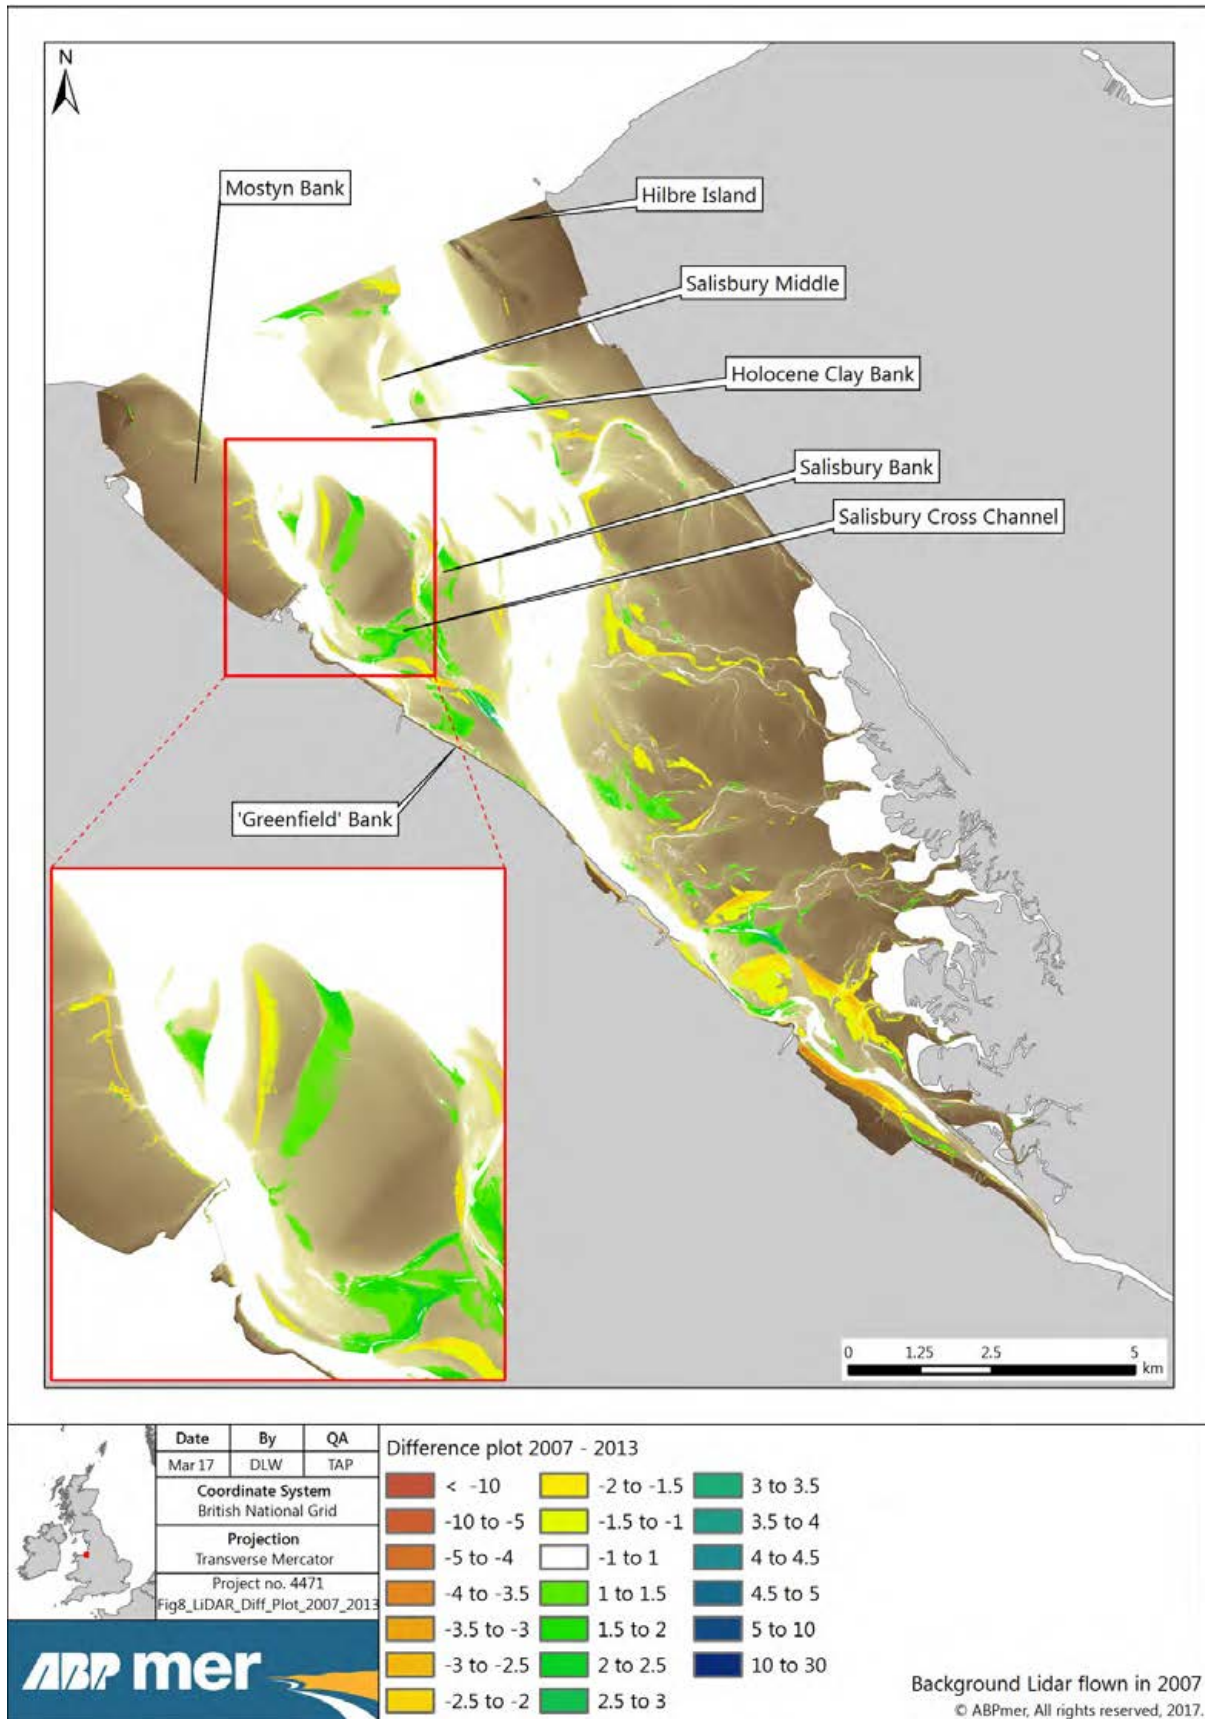 N
Mostyn Bank
Hilbre Island
Salisbury Middle
Holocene Clay Bank
Salisbury Bank
Salisbury Cross Channel
'Greenfield' Bank
0 1.25 2.5 5
km
Date By QA
Mar 17 DLW TAP
Coordinate System
British National Grid
Projection
Transverse Mercator
Project no. 4471
Fig8_LiDAR_Diff_Plot_2007_2013
ABP mer
Difference plot 2007 - 2013
< -10
-10 to -5
-5 to -4
-4 to -3.5
-3.5 to -3
-3 to -2.5
-2.5 to -2
-2 to -1.5
-1.5 to -1
-1 to 1
1 to 1.5
1.5 to 2
2 to 2.5
2.5 to 3
3 to 3.5
3.5 to 4
4 to 4.5
4.5 to 5
5 to 10
10 to 30
Background Lidar flown in 2007
© ABPmer, All rights reserved, 2017.